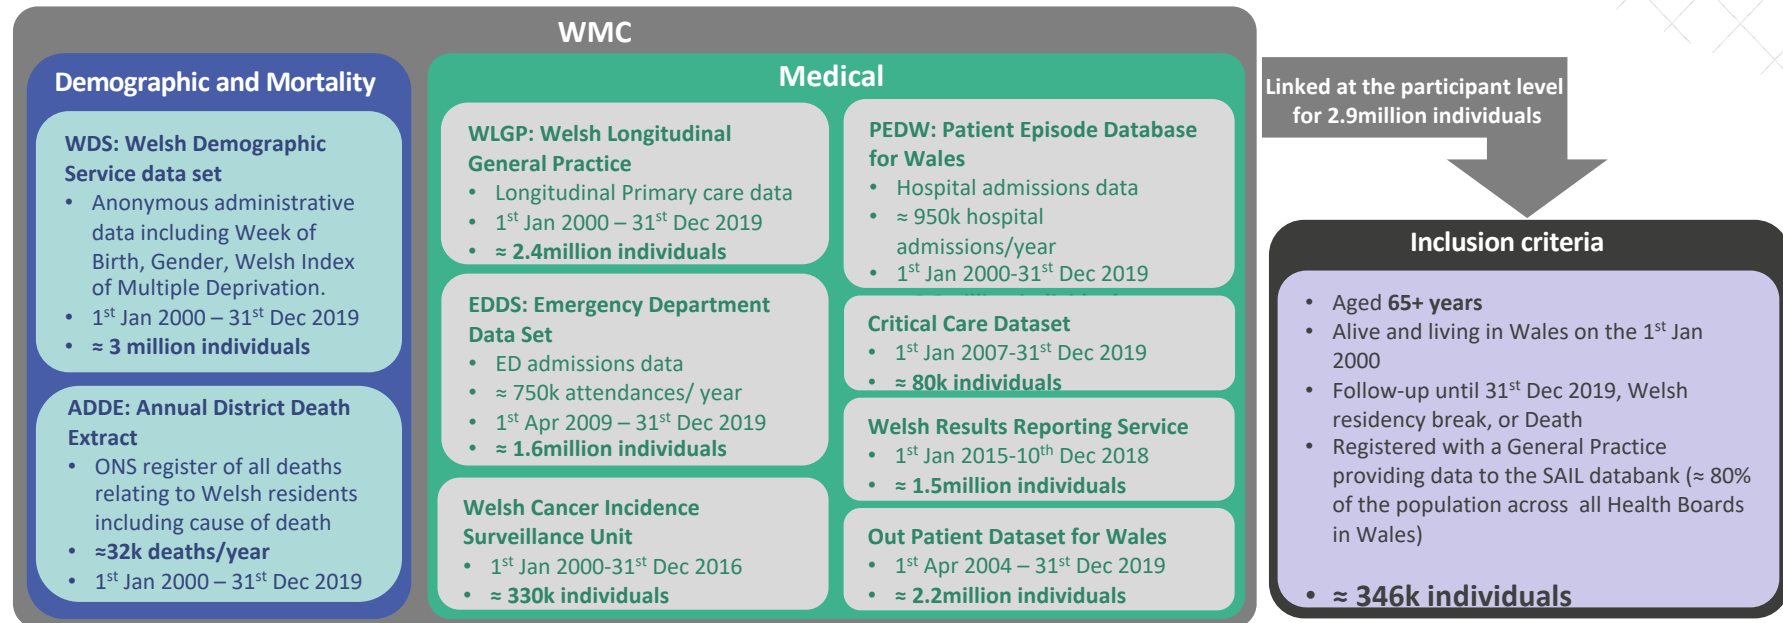 WMC
Demographic and Mortality
WDS: Welsh Demographic
Service data set
• Anonymous administrative
data including Week of
Birth, Gender, Welsh Index
of Multiple Deprivation.
• 1st Jan 2000 – 31st Dec 2019
• ≈ 3 million individuals
ADDE: Annual District Death
Extract
• ONS register of all deaths
relating to Welsh residents
including cause of death
• ≈32k deaths/year
• 1st Jan 2000 – 31st Dec 2019
Medical
WLGP: Welsh Longitudinal
General Practice
• Longitudinal Primary care data
• 1st Jan 2000 – 31st Dec 2019
• ≈ 2.4million individuals
EDDS: Emergency Department
Data Set
• ED admissions data
• ≈ 750k attendances/ year
• 1st Apr 2009 – 31st Dec 2019
• ≈ 1.6million individuals
Welsh Cancer Incidence
Surveillance Unit
• 1st Jan 2000-31st Dec 2016
• ≈ 330k individuals
PEDW: Patient Episode Database
for Wales
• Hospital admissions data
• ≈ 950k hospital
admissions/year
• 1st Jan 2000-31st Dec 2019
Critical Care Dataset
• 1st Jan 2007-31st Dec 2019
• ≈ 80k individuals
Welsh Results Reporting Service
• 1st Jan 2015-10th Dec 2018
• ≈ 1.5million individuals
Out Patient Dataset for Wales
• 1st Apr 2004 – 31st Dec 2019
• ≈ 2.2million individuals
Linked at the participant level
for 2.9million individuals
Inclusion criteria
• Aged 65+ years
• Alive and living in Wales on the 1st Jan
2000
• Follow-up until 31st Dec 2019, Welsh
residency break, or Death
• Registered with a General Practice
providing data to the SAIL databank (≈ 80%
of the population across all Health Boards
in Wales)
• ≈ 346k individuals